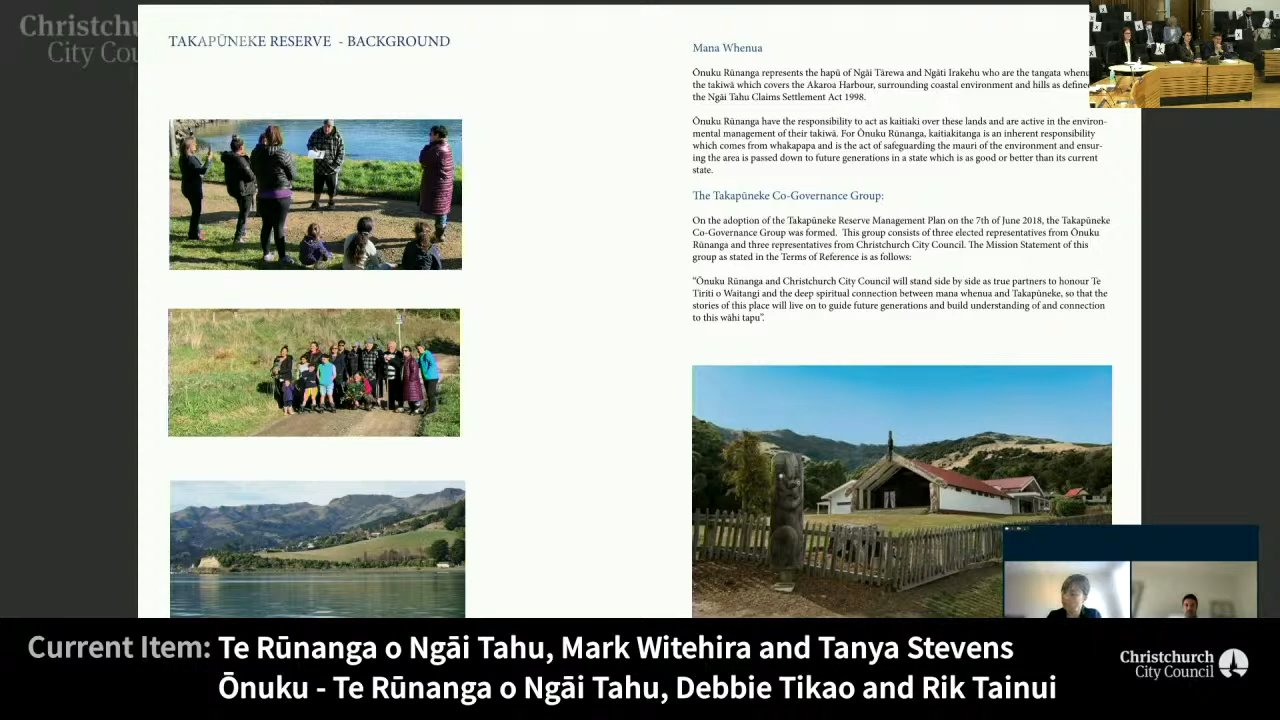 Christchu
City Cou
TAKAPŪNEKE RESERVE - BACKGROUND
Mana Whenua
Ōnuku Rūnanga represents the hapū of Ngāi Tārewa and Ngāti Irakehu who are the tangata whenu
the takiwā which covers the Akaroa Harbour, surrounding coastal environment and hills as define
the Ngāi Tahu Claims Settlement Act 1998.
Ōnuku Rūnanga have the responsibility to act as kaitiaki over these lands and are active in the environ-
mental management of their takiwā. For Ōnuku Rūnanga, kaitiakitanga is an inherent responsibility
which comes from whakapapa and is the act of safeguarding the mauri of the environment and ensur-
ing the area is passed down to future generations in a state which is as good or better than its current
state.
The Takapūneke Co-Governance Group:
On the adoption of the Takapūneke Reserve Management Plan on the 7th of June 2018, the Takapūneke
Co-Governance Group was formed. This group consists of three elected representatives from Ōnuku
Rūnanga and three representatives from Christchurch City Council. The Mission Statement of this
group as stated in the Terms of Reference is as follows:
“Ōnuku Rūnanga and Christchurch City Council will stand side by side as true partners to honour Te
Tiriti o Waitangi and the deep spiritual connection between mana whenua and Takapūneke, so that the
stories of this place will live on to guide future generations and build understanding of and connection
to this wāhi tapu”.
Current Item: Te Rūnanga o Ngāi Tahu, Mark Witehira and Tanya Stevens
Ōnuku - Te Rūnanga o Ngāi Tahu, Debbie Tikao and Rik Tainui
Christchurch
City Council